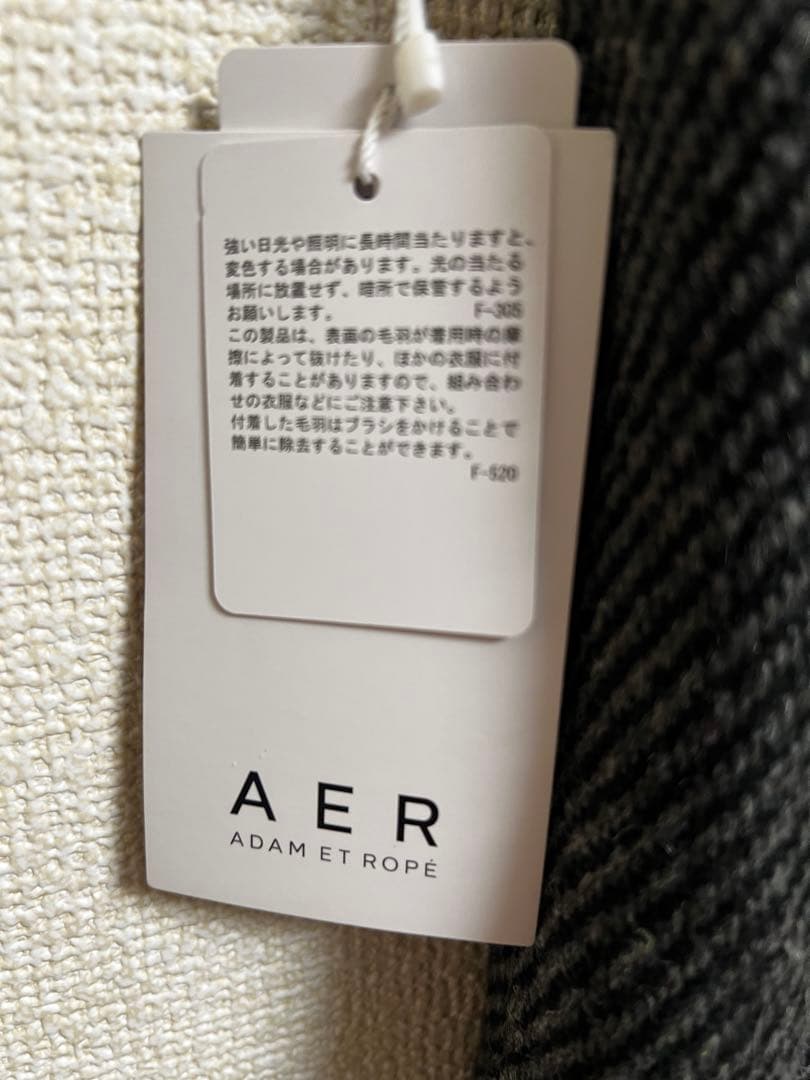 強い日光や照明に長時間当たりますと、
変色する場合があります。光の当たる
場所に放置せず、暗所で保管するよう
お願いします。 F-305
この製品は、表面の毛羽が着用時の摩
擦によって抜けたり、ほかの衣服に付
着することがありますので、組み合わ
せの衣服などにご注意下さい。
付着した毛羽はブラシをかけることで
簡単に除去することができます。
F-520
AER
ADAM ET ROPÉ